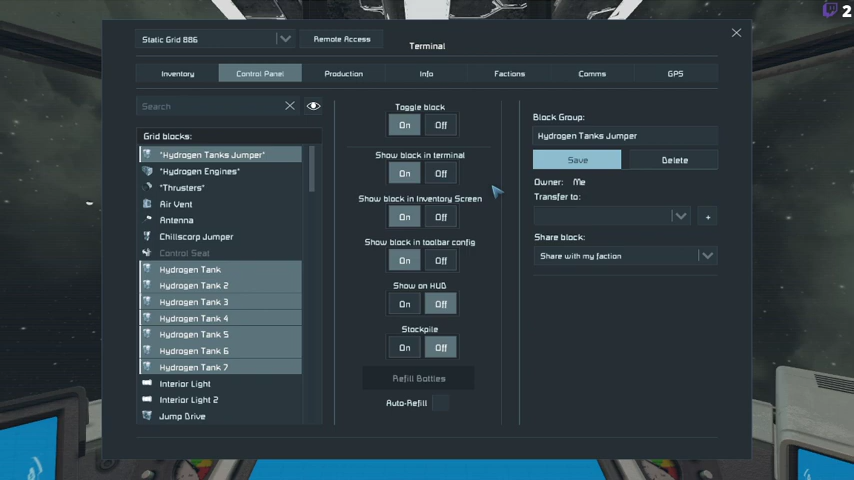 2
Static Grid 886
Remote Access
Terminal
Inventory
Control Panel
Production
Info
Factions
Comms
GPS
Search
Grid blocks:
*Hydrogen Tanks Jumper*
*Hydrogen Engines*
*Thrusters*
Air Vent
Antenna
Chillscorp Jumper
Control Seat
Hydrogen Tank
Hydrogen Tank 2
Hydrogen Tank 3
Hydrogen Tank 4
Hydrogen Tank 5
Hydrogen Tank 6
Hydrogen Tank 7
Interior Light
Interior Light 2
Jump Drive
Toggle block
On Off
Show block in terminal
On Off
Show block in Inventory Screen
On Off
Show block in toolbar config
On Off
Show on HUD
On Off
Stockpile
On Off
Refill Bottles
Auto-Refill
Block Group:
Hydrogen Tanks Jumper
Save
Delete
Owner: Me
Transfer to:
+
Share block:
Share with my faction